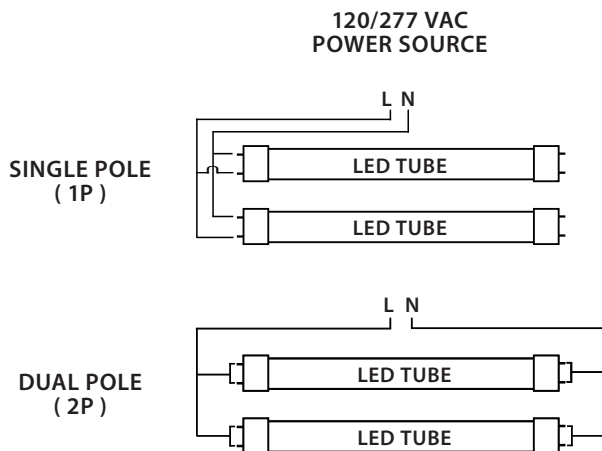 120/277 VAC
POWER SOURCE
L N
SINGLE POLE
( 1P )
LED TUBE
LED TUBE
L N
DUAL POLE
( 2P )
LED TUBE
LED TUBE